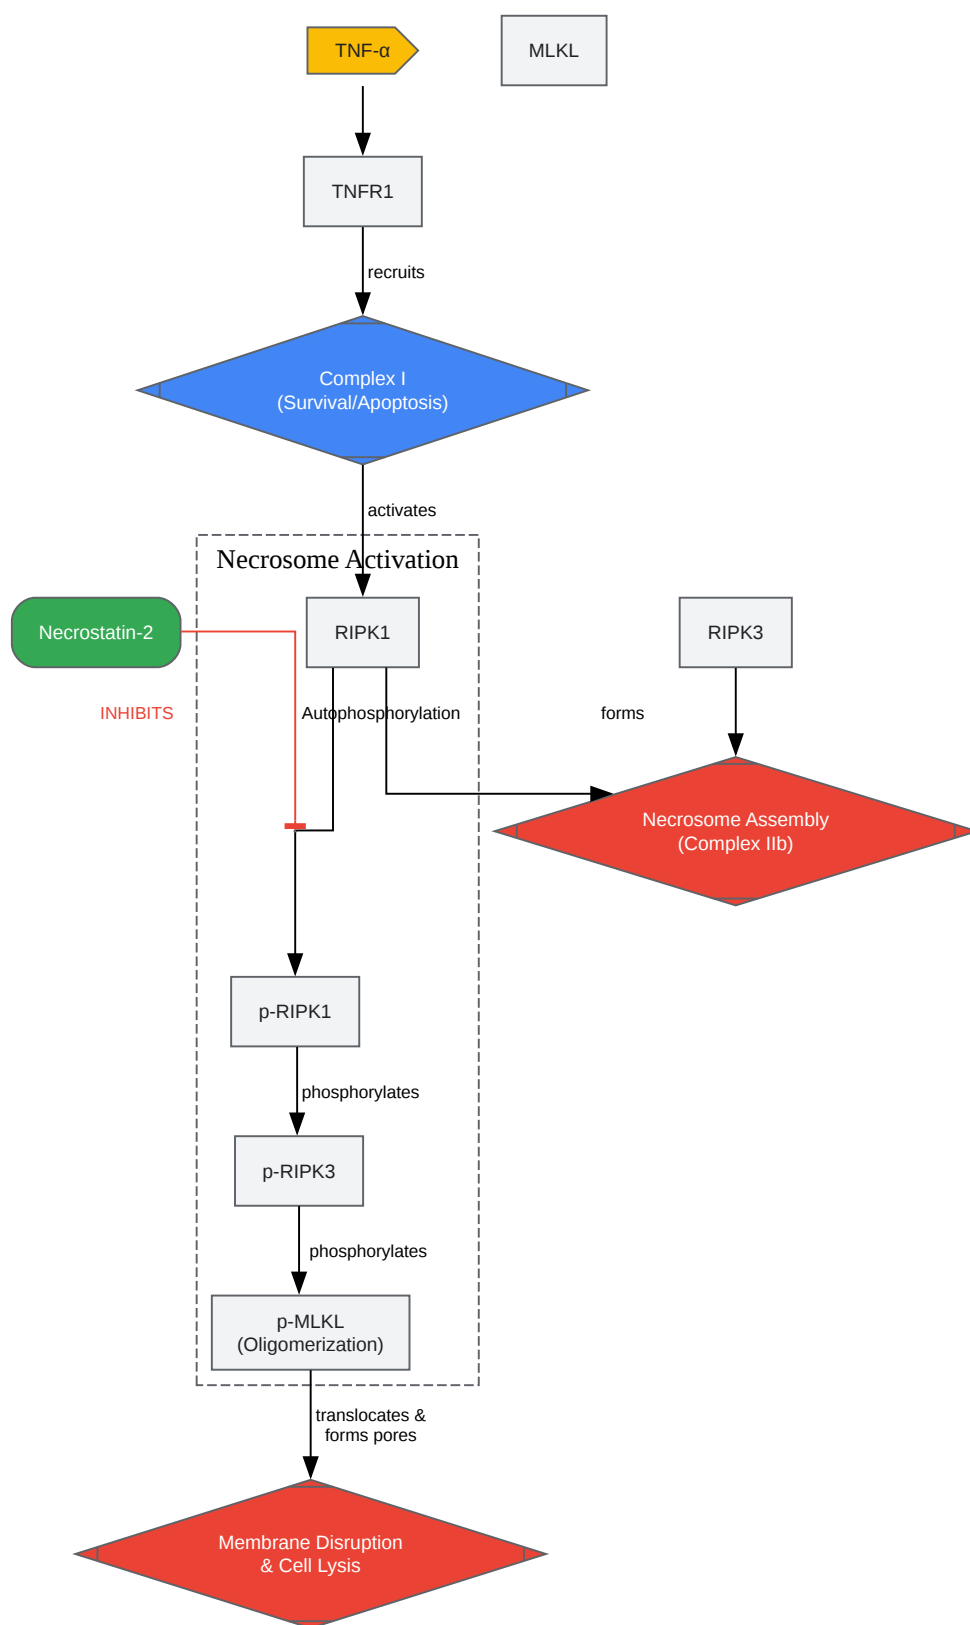 TNF-α
MLKL
TNFR1
recruits
Complex I
(Survival/Apoptosis)
activates
Necrosome Activation
Necrostatin-2
RIPK1
RIPK3
INHIBITS
Autophosphorylation
forms
Necrosome Assembly
(Complex IIb)
p-RIPK1
phosphorylates
p-RIPK3
phosphorylates
p-MLKL
(Oligomerization)
translocates &
forms pores
Membrane Disruption
& Cell Lysis